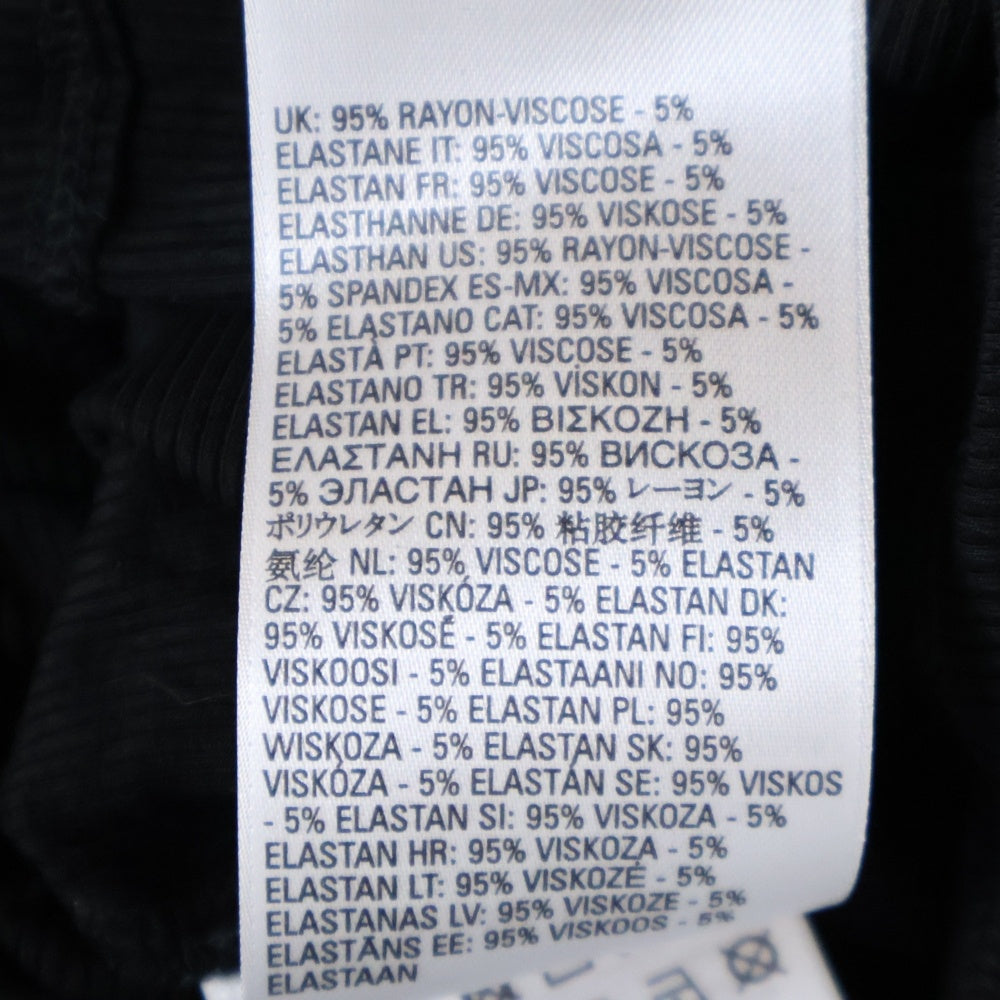 UK: 95% RAYON-VISCOSE - 5%
ELASTANE IT: 95% VISCOSA - 5%
ELASTAN FR: 95% VISCOSE - 5%
ELASTHANNE DE: 95% VISKOSE - 5%
ELASTHAN US: 95% RAYON-VISCOSE -
5% SPANDEX ES-MX: 95% VISCOSA -
5% ELASTANO CAT: 95% VISCOSA - 5%
ELASTÀ PT: 95% VISCOSE - 5%
ELASTANO TR: 95% VİSKON - 5%
ELASTAN EL: 95% ΒΙΣΚΟΖΗ - 5%
ΕΛΑΣΤΑΝΗ RU: 95% ВИСКОЗА -
5% ЭЛАСТАН JP: 95% レーヨン - 5%
ポリウレタン CN: 95% 粘胶纤维 - 5%
氨纶 NL: 95% VISCOSE - 5% ELASTAN
CZ: 95% VISKÓZA - 5% ELASTAN DK:
95% VISKOSE - 5% ELASTAN FI: 95%
VISKOOSI - 5% ELASTAANI NO: 95%
VISKOSE - 5% ELASTAN PL: 95%
WISKOZA - 5% ELASTAN SK: 95%
VISKÓZA - 5% ELASTÁN SE: 95% VISKOS
- 5% ELASTAN SI: 95% VISKOZA - 5%
ELASTAN HR: 95% VISKOZA - 5%
ELASTAN LT: 95% VISKOZĖ - 5%
ELASTANAS LV: 95% VISKOZE - 5%
ELASTĀNS EE: 95% VISKOOS - 5%
ELASTAAN